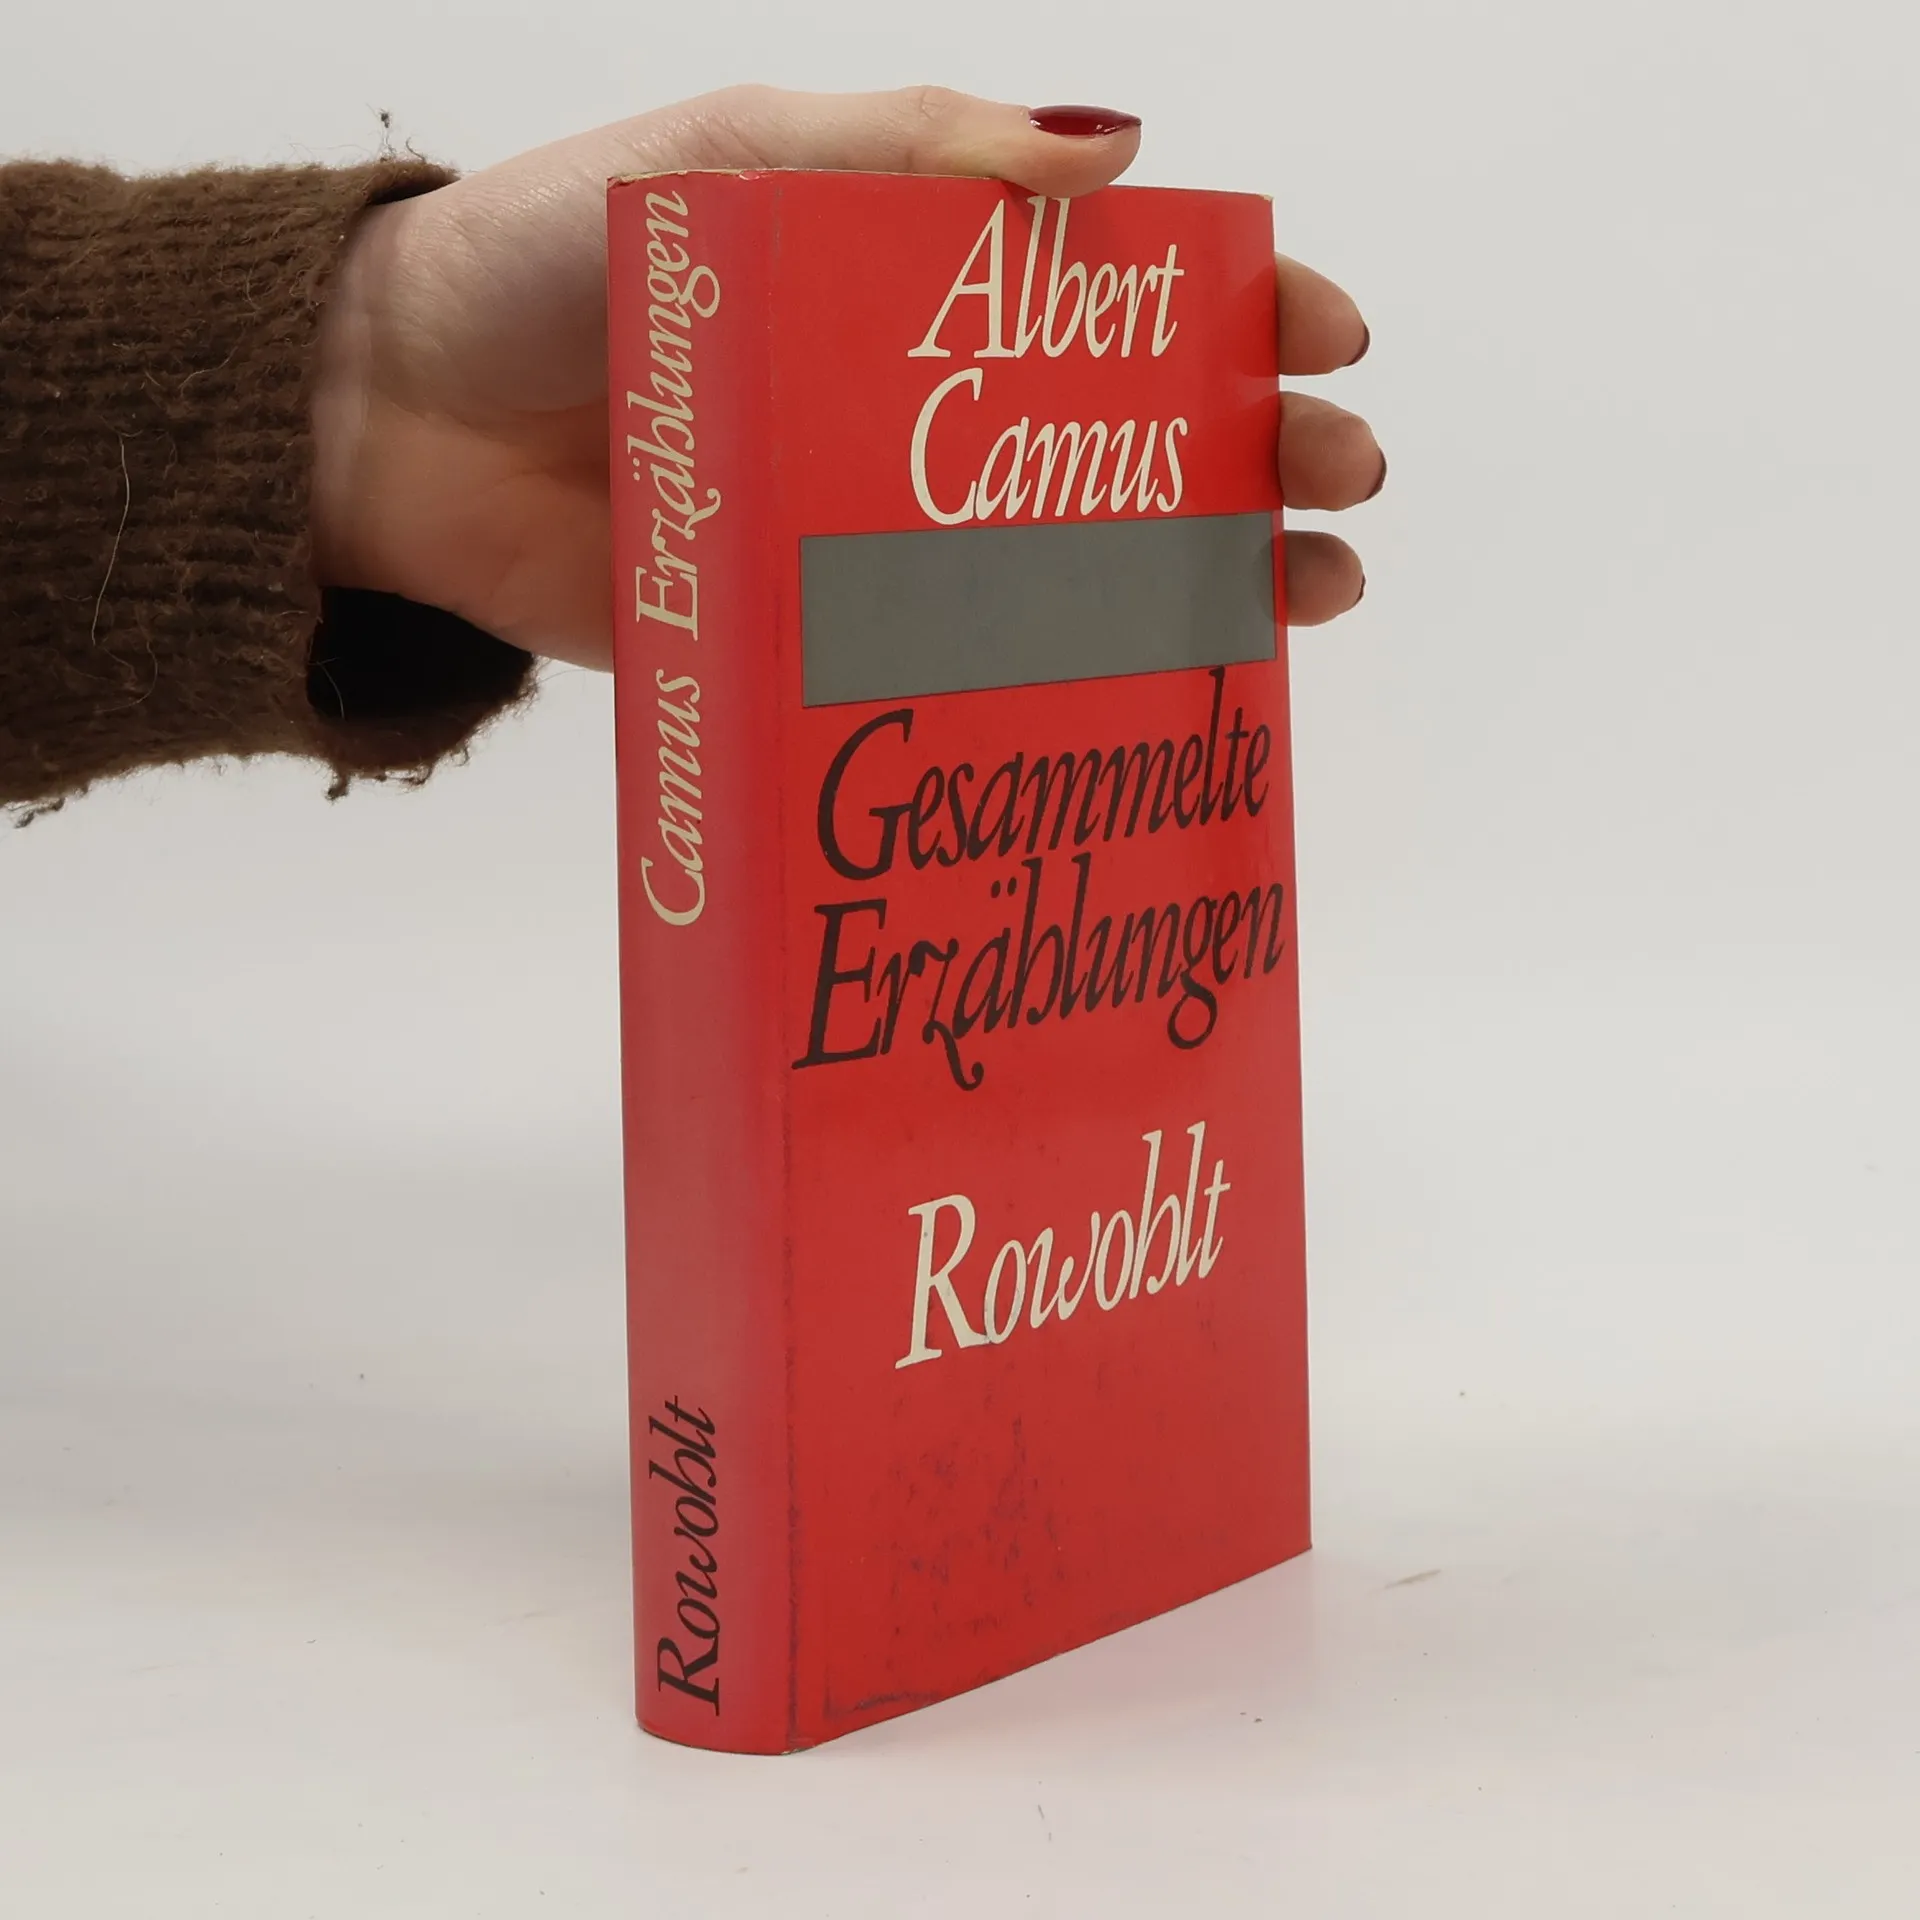 Camus Erzählungen
Rowohlt
Albert
Camus
Gesammelte
Erzählungen
Rowohlt